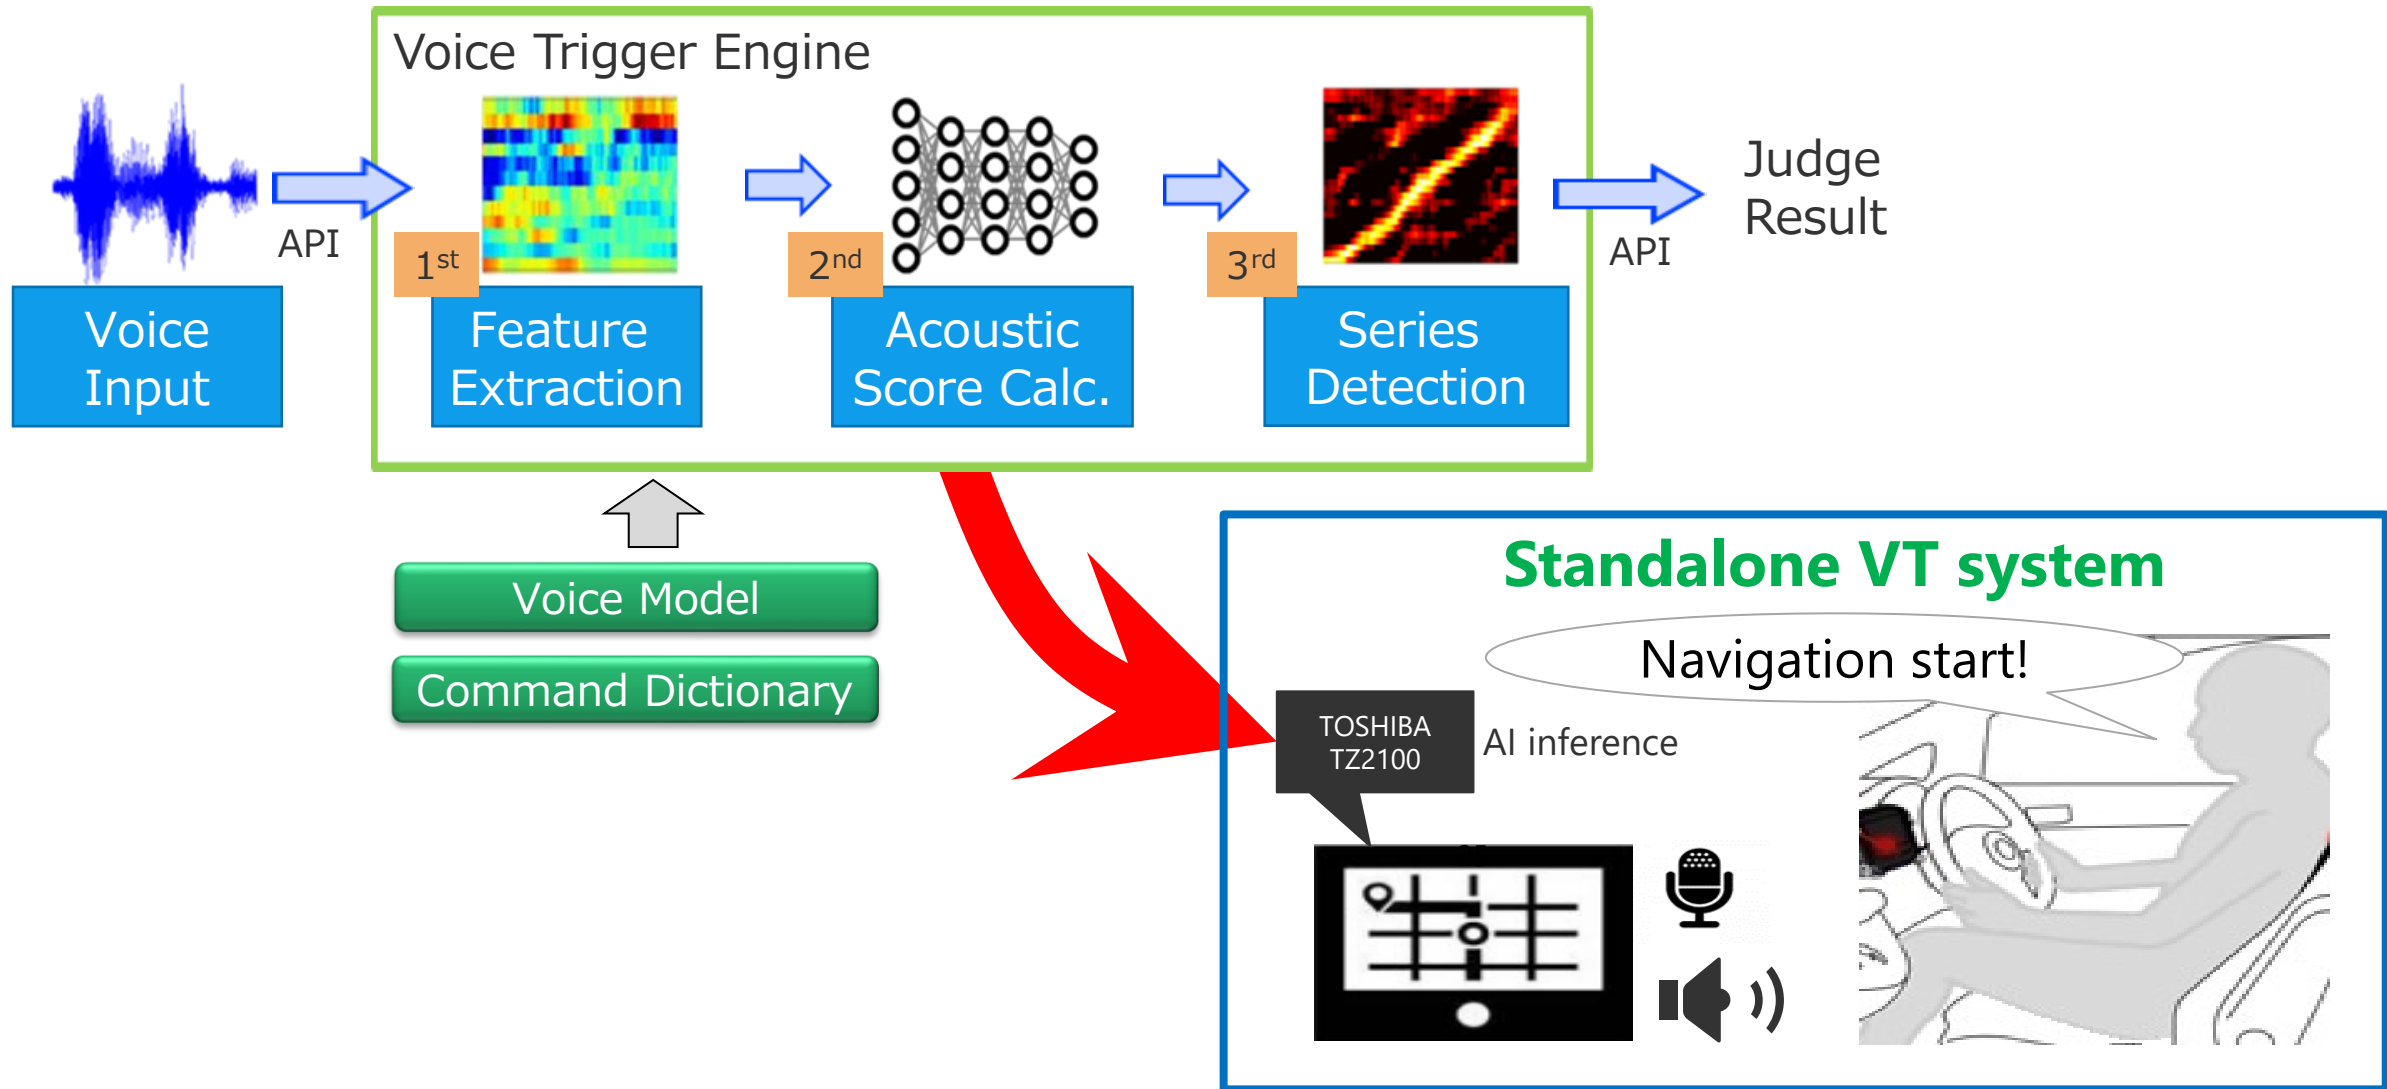 Voice Trigger Engine
API
1st
2nd
3rd
API
Judge
Result
Voice
Input
Feature
Extraction
Acoustic
Score Calc.
Series
Detection
Voice Model
Command Dictionary
Standalone VT system
Navigation start!
TOSHIBA
TZ2100
AI inference